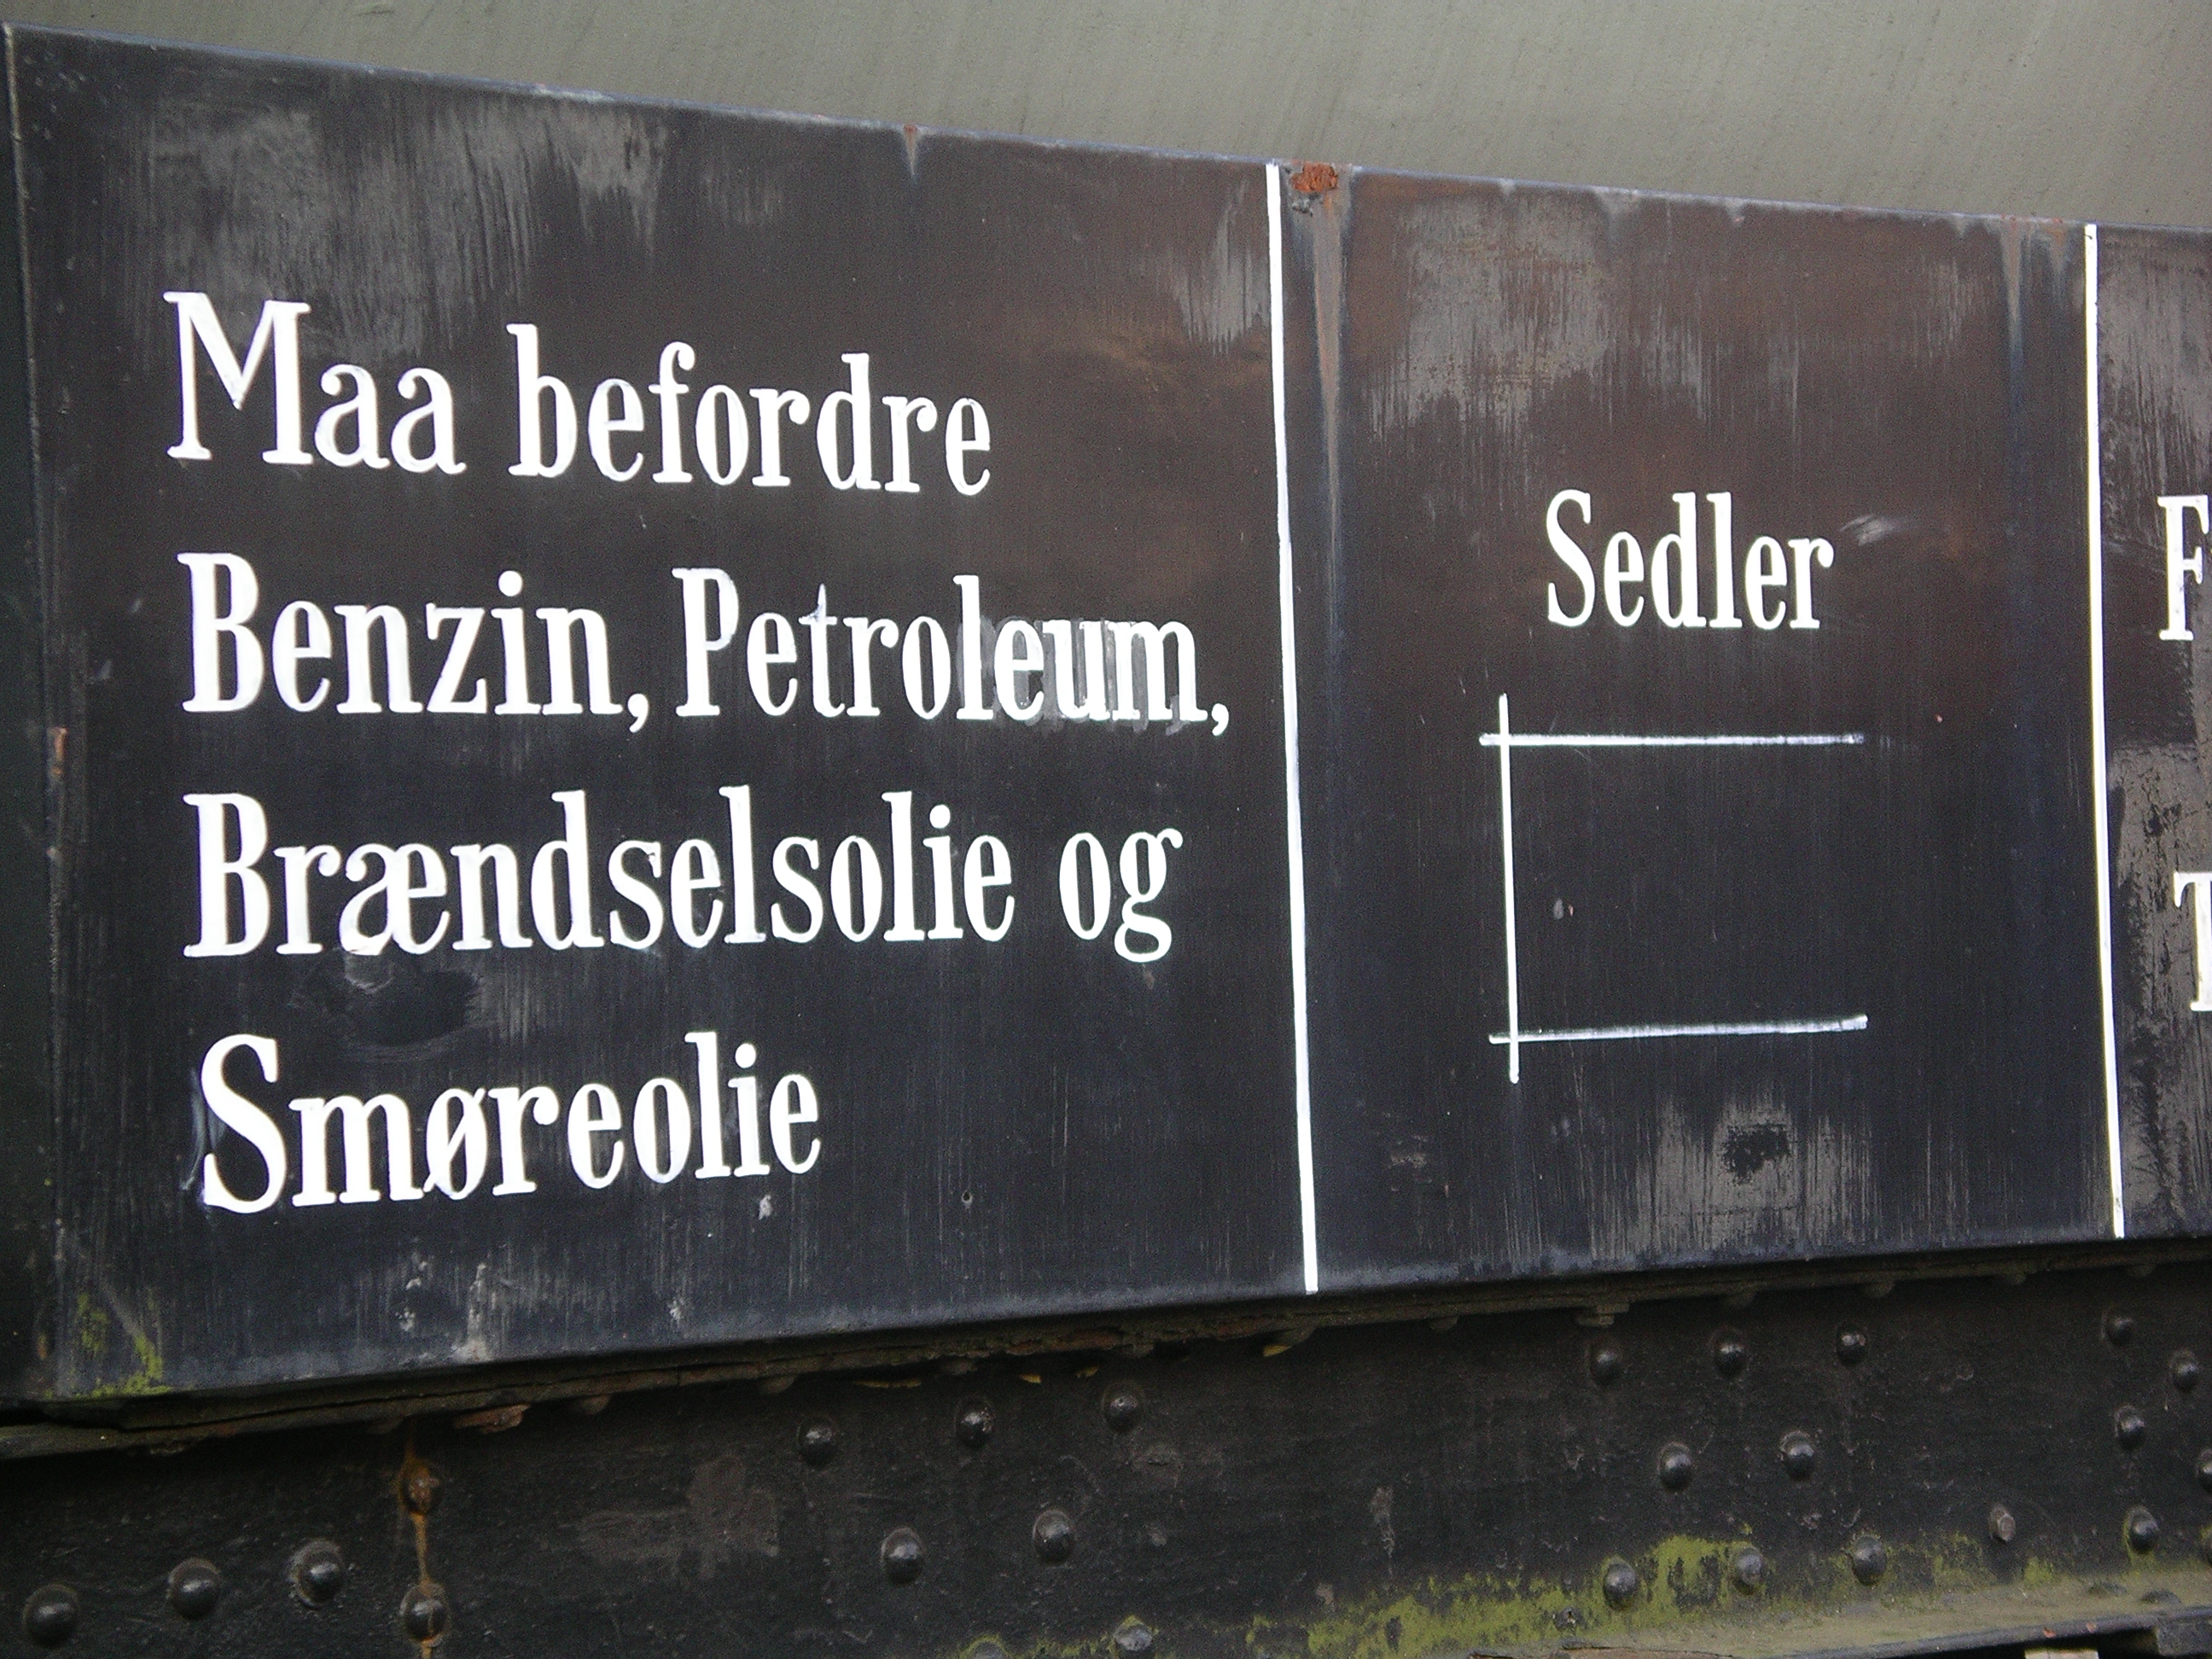 Maa befordre
Benzin, Petroleum,
Brændselsolie og
Smøreolie
Sedler